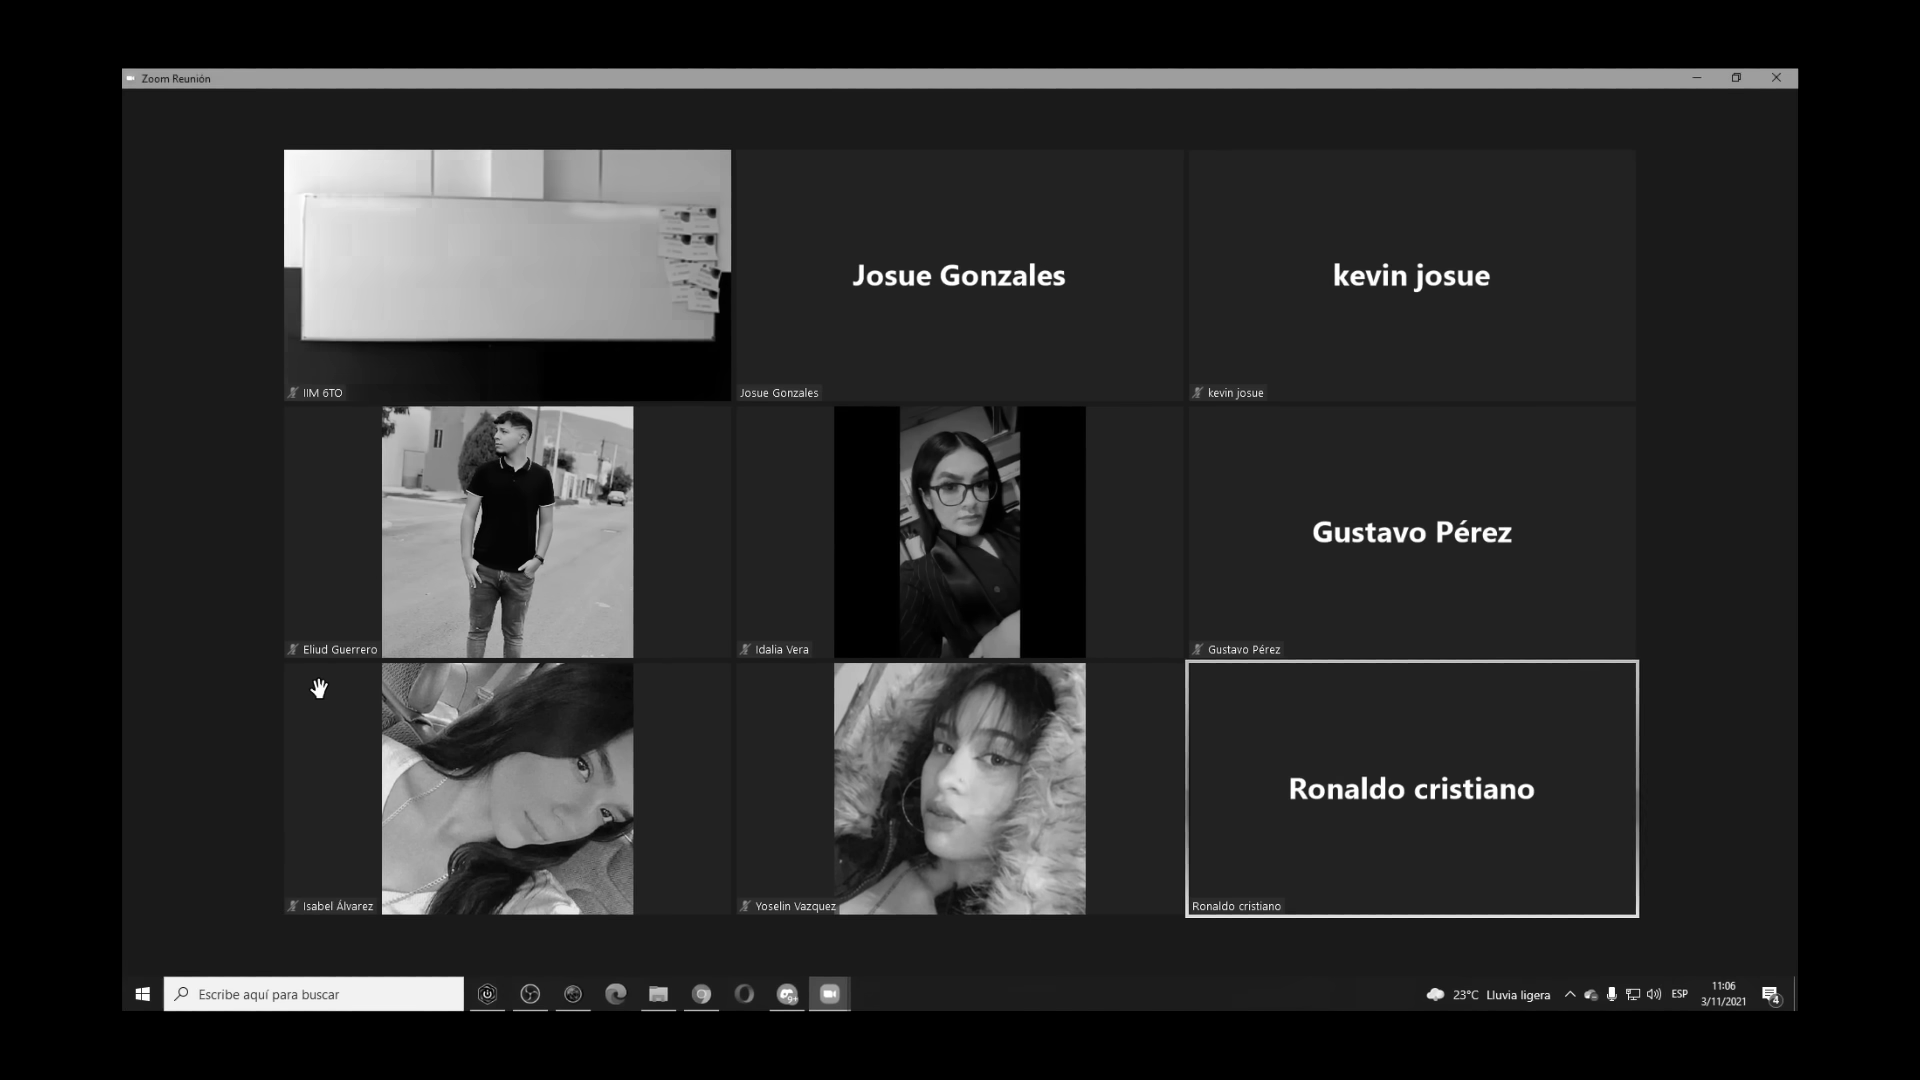 Zoom Reunión
IIM 6TO
Josue Gonzales
Josue Gonzales
kevin josue
kevin josue
Eliud Guerrero
Idalia Vera
Gustavo Pérez
Gustavo Pérez
Isabel Álvarez
Yoselin Vazquez
Ronaldo cristiano
Ronaldo cristiano
Escribe aquí para buscar
9+
23°C Lluvia ligera
ESP
11:06
3/11/2021
4